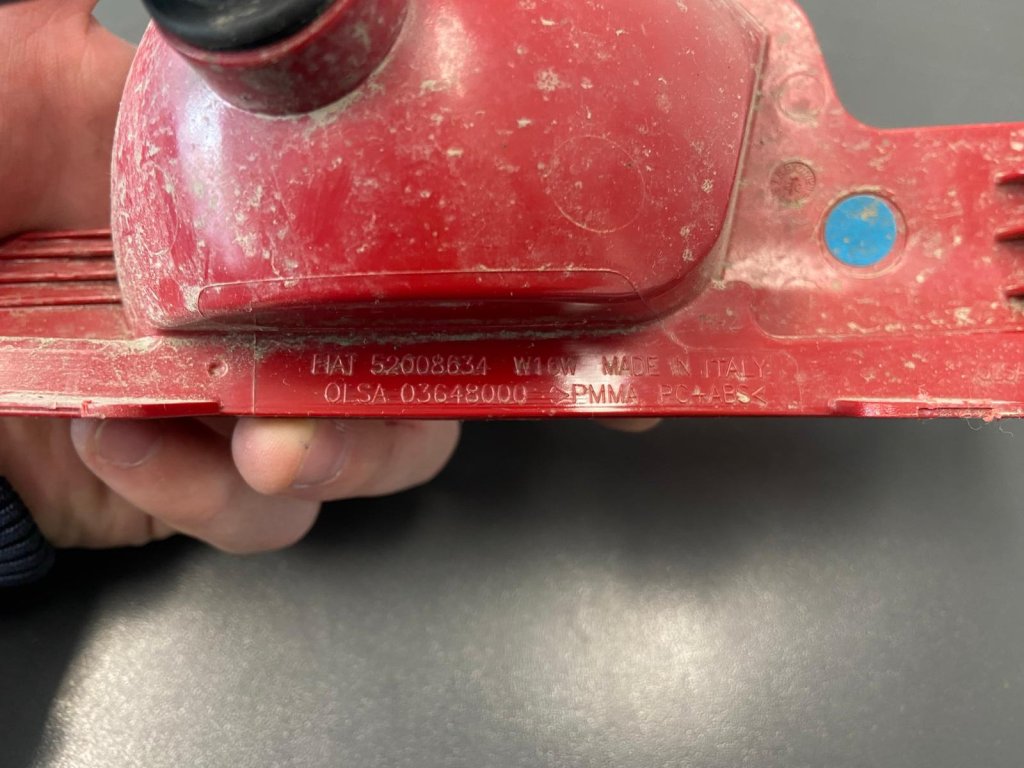 FIAT 52008634 W16W MADE IN ITALY
OLSA 03648000 >PMMA PC+ABS<